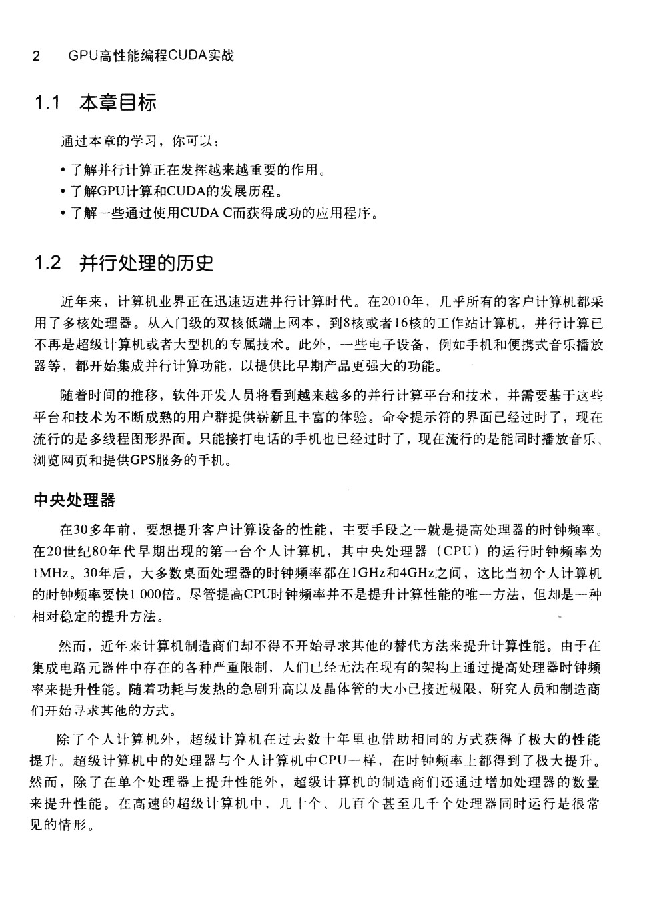 2 GPU高性能编程CUDA实战
1.1 本章目标
通过本章的学习，你可以：
• 了解并行计算正在发挥越来越重要的作用。
• 了解GPU计算和CUDA的发展历程。
• 了解一些通过使用CUDA C而获得成功的应用程序。
1.2 并行处理的历史
近年来，计算机业界正在迅速迈进并行计算时代。在2010年，几乎所有的客户计算机都采
用了多核处理器。从入门级的双核低端上网本，到8核或者16核的工作站计算机，并行计算已
不再是超级计算机或者大型机的专属技术。此外，一些电子设备，例如手机和便携式音乐播放
器等，都开始集成并行计算功能，以提供比早期产品更强大的功能。
随着时间的推移，软件开发人员将看到越来越多的并行计算平台和技术，并需要基于这些
平台和技术为不断成熟的用户群提供崭新且丰富的体验。命令提示符的界面已经过时了，现在
流行的是多线程图形界面。只能接打电话的手机也已经过时了，现在流行的是能同时播放音乐、
浏览网页和提供GPS服务的手机。
中央处理器
在30多年前，要想提升客户计算设备的性能，主要手段之一就是提高处理器的时钟频率。
在20世纪80年代早期出现的第一台个人计算机，其中央处理器（CPU）的运行时钟频率为
1MHz。30年后，大多数桌面处理器的时钟频率都在1GHz和4GHz之间，这比当初个人计算机
的时钟频率要快1 000倍。尽管提高CPU时钟频率并不是提升计算性能的唯一方法，但却是一种
相对稳定的提升方法。
然而，近年来计算机制造商们却不得不开始寻求其他的替代方法来提升计算性能。由于在
集成电路元器件中存在的各种严重限制，人们已经无法在现有的架构上通过提高处理器时钟频
率来提升性能。随着功耗与发热的急剧升高以及晶体管的大小已接近极限，研究人员和制造商
们开始寻求其他的方式。
除了个人计算机外，超级计算机在过去数十年里也借助相同的方式获得了极大的性能
提升。超级计算机中的处理器与个人计算机中CPU一样，在时钟频率上都得到了极大提升。
然而，除了在单个处理器上提升性能外，超级计算机的制造商们还通过增加处理器的数量
来提升性能。在高速的超级计算机中，几十个、几百个甚至几千个处理器同时运行是很常
见的情形。